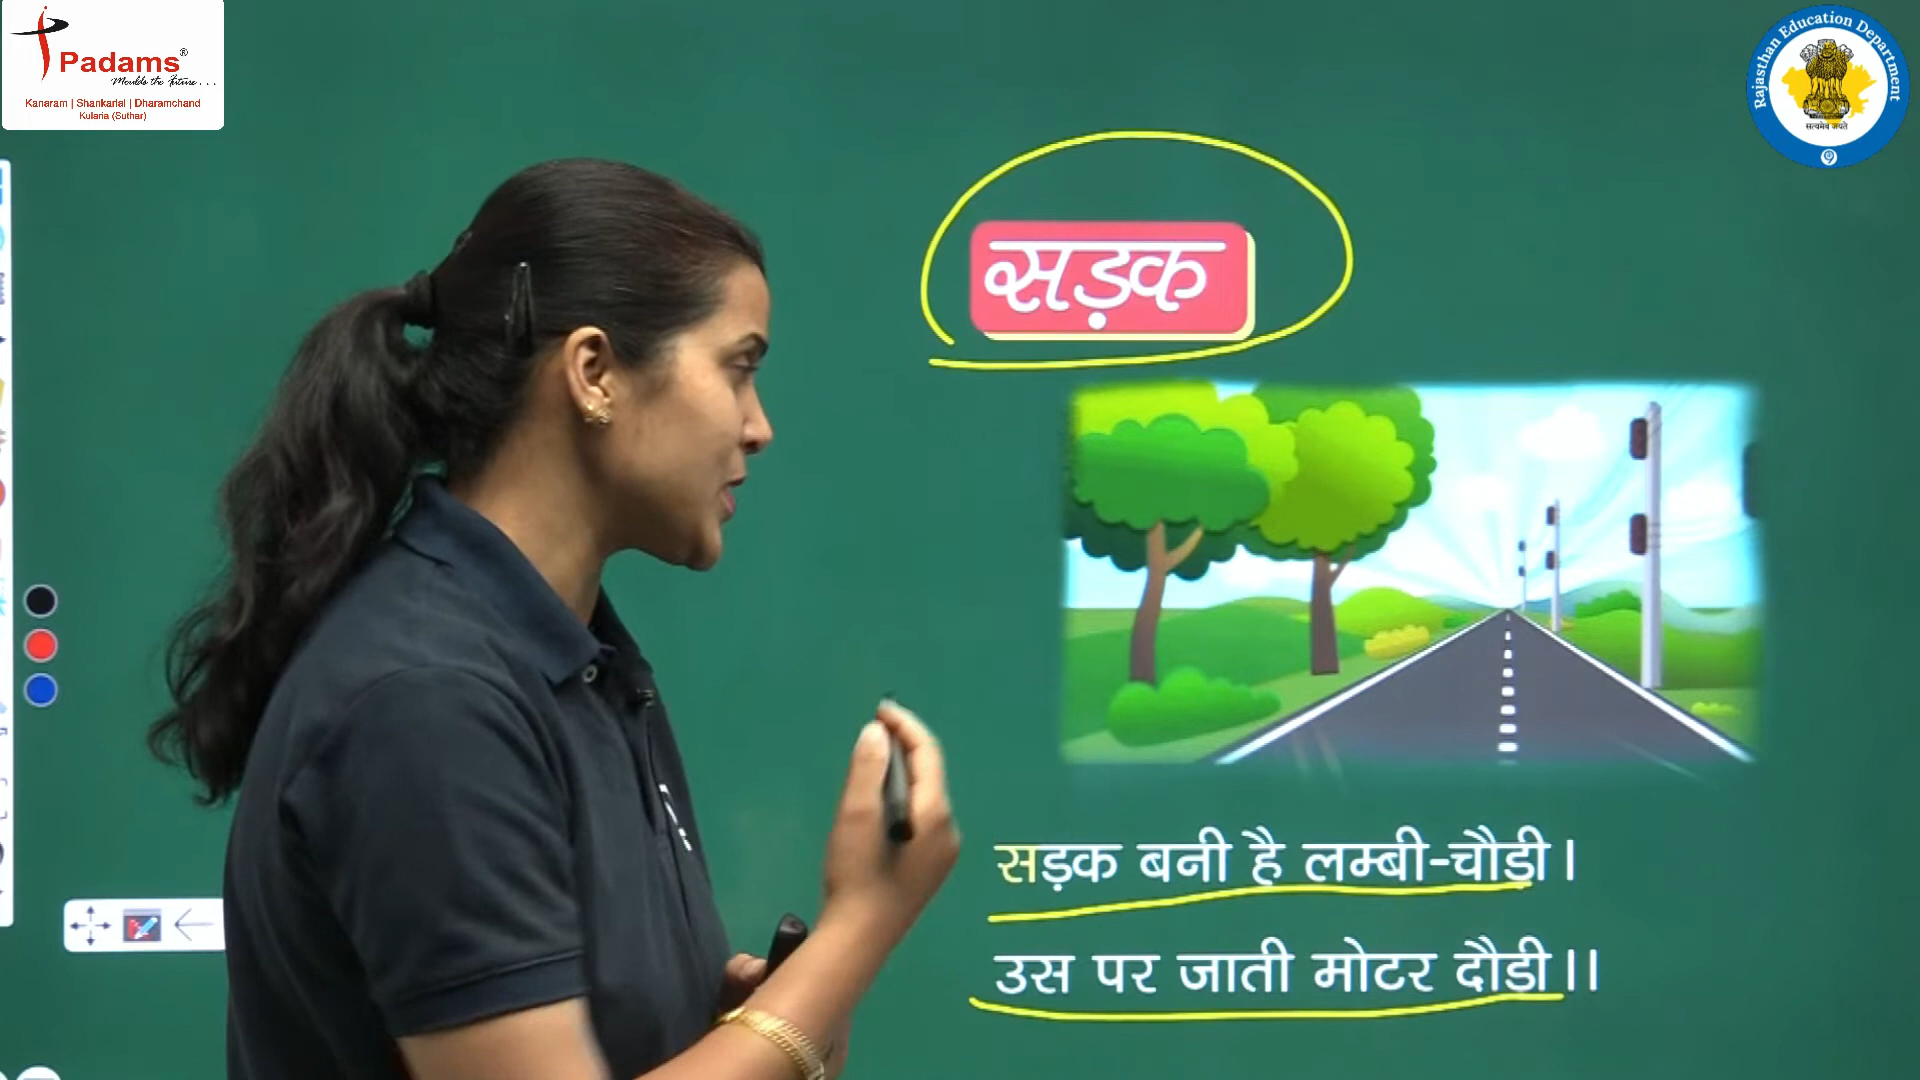 Padams®
Moulds the Future . . .
Kanaram | Shankarlal | Dharamchand
Kularia (Suthar)
Rajasthan Education Department
सत्यमेव जयते
सड़क
सड़क बनी है लम्बी-चौड़ी।
उस पर जाती मोटर दौड़ी।।